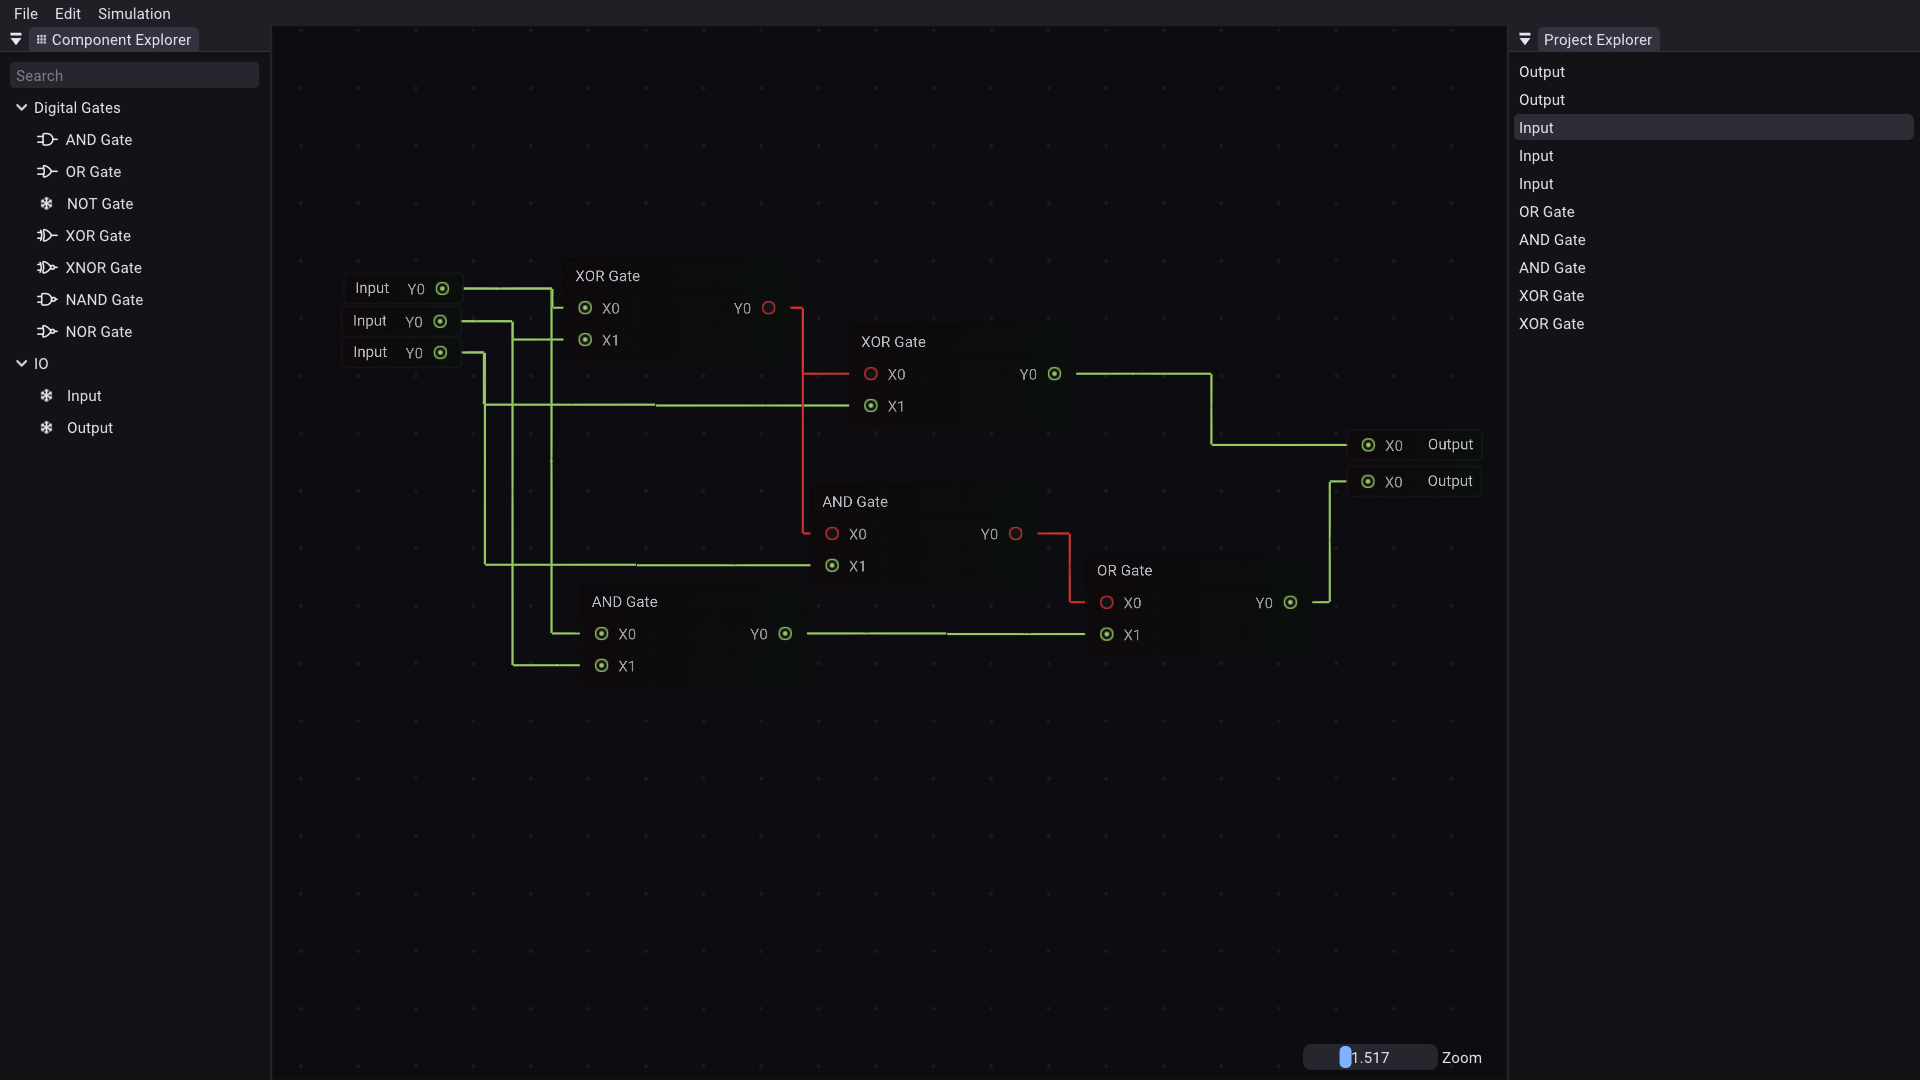 File Edit Simulation
Component Explorer
Search
Digital Gates
AND Gate
OR Gate
NOT Gate
XOR Gate
XNOR Gate
NAND Gate
NOR Gate
IO
Input
Output
Input Y0
Input Y0
Input Y0
XOR Gate
X0 Y0
X1
XOR Gate
X0 Y0
X1
AND Gate
X0 Y0
X1
AND Gate
X0 Y0
X1
OR Gate
X0 Y0
X1
X0 Output
X0 Output
1.517 Zoom
Project Explorer
Output
Output
Input
Input
Input
OR Gate
AND Gate
AND Gate
XOR Gate
XOR Gate